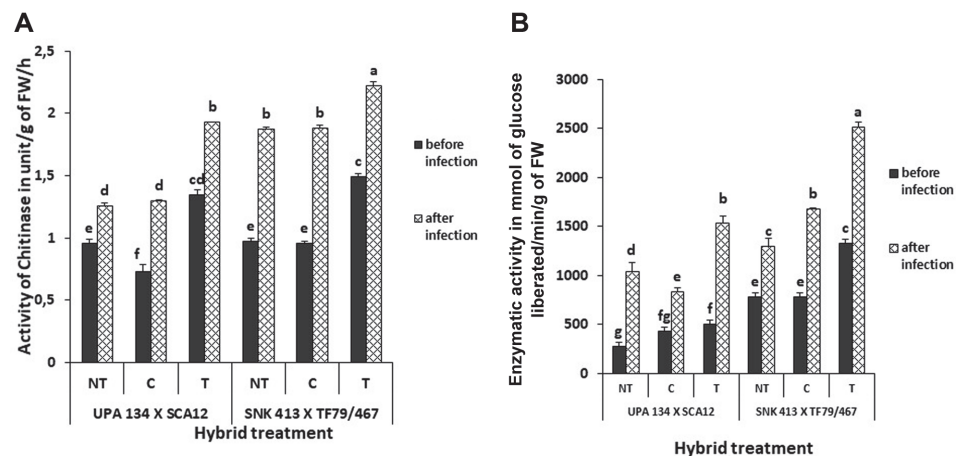 A
Activity of Chitinase in unit/g of FW/h
2,5
2
1,5
1
0,5
0
e
d
f
d
cd
b
e
b
e
b
c
a
before
infection
after
infection
NT
C
T
NT
C
T
UPA 134 X SCA12
SNK 413 X TF79/467
Hybrid treatment
B
Enzymatic activity in mmol of glucose
liberated/min/g of FW
3000
2500
2000
1500
1000
500
0
g
d
fg
e
f
b
e
c
e
b
c
a
before
infection
after
infection
NT
C
T
NT
C
T
UPA 134 X SCA12
SNK 413 X TF79/467
Hybrid treatment